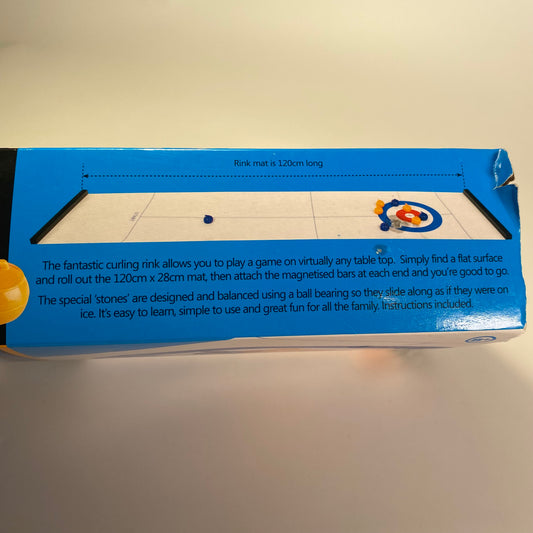 Rink mat is 120cm long
The fantastic curling rink allows you to play a game on virtually any table top. Simply find a flat surface
and roll out the 120cm x 28cm mat, then attach the magnetised bars at each end and you're good to go.
The special 'stones' are designed and balanced using a ball bearing so they slide along as if they were on
ice. It's easy to learn, simple to use and great fun for all the family. Instructions included.